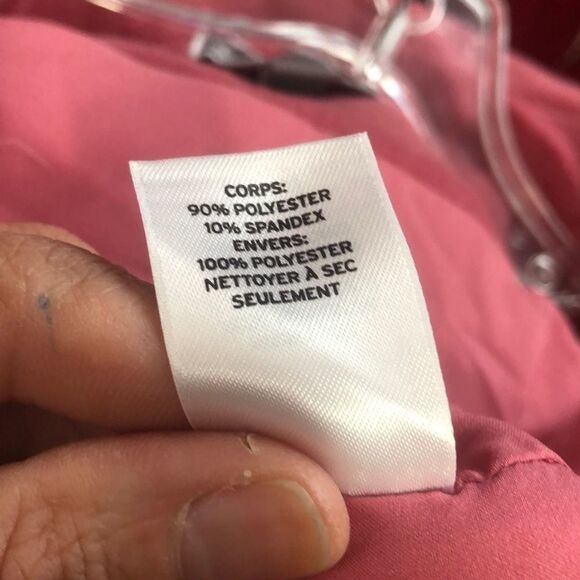 CORPS:
90% POLYESTER
10% SPANDEX
ENVERS:
100% POLYESTER
NETTOYER À SEC
SEULEMENT